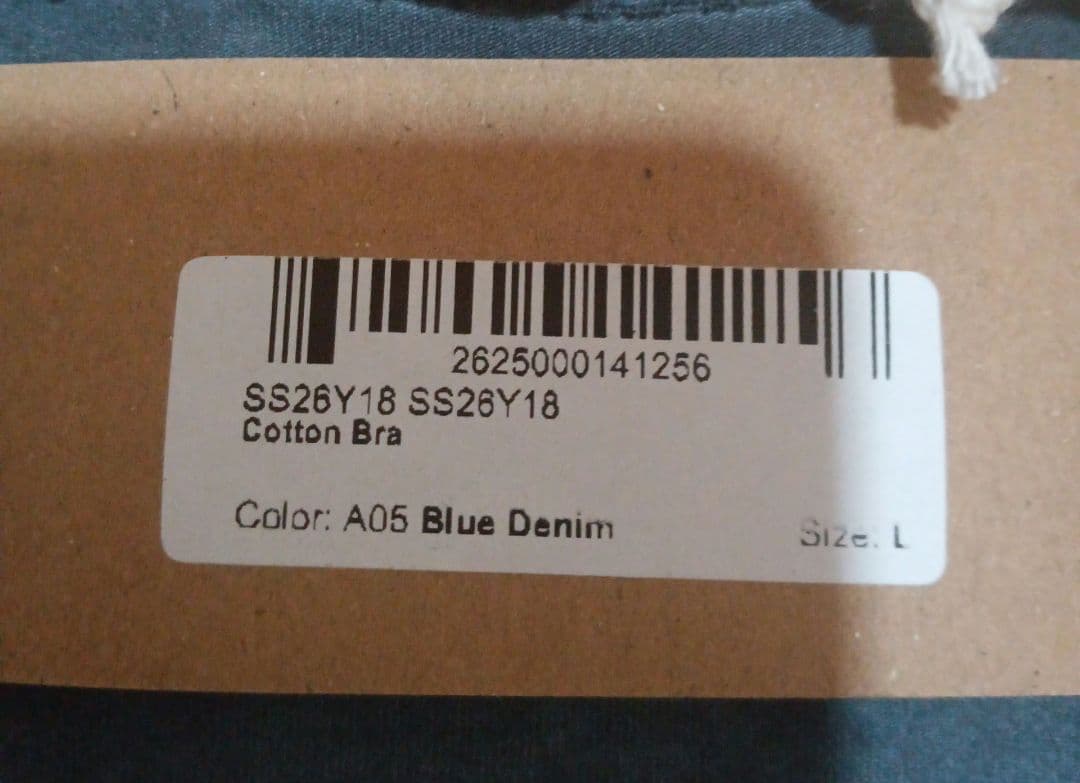 2625000141256
SS26Y18 SS26Y18
Cotton Bra
Color: A05 Blue Denim
Size: L